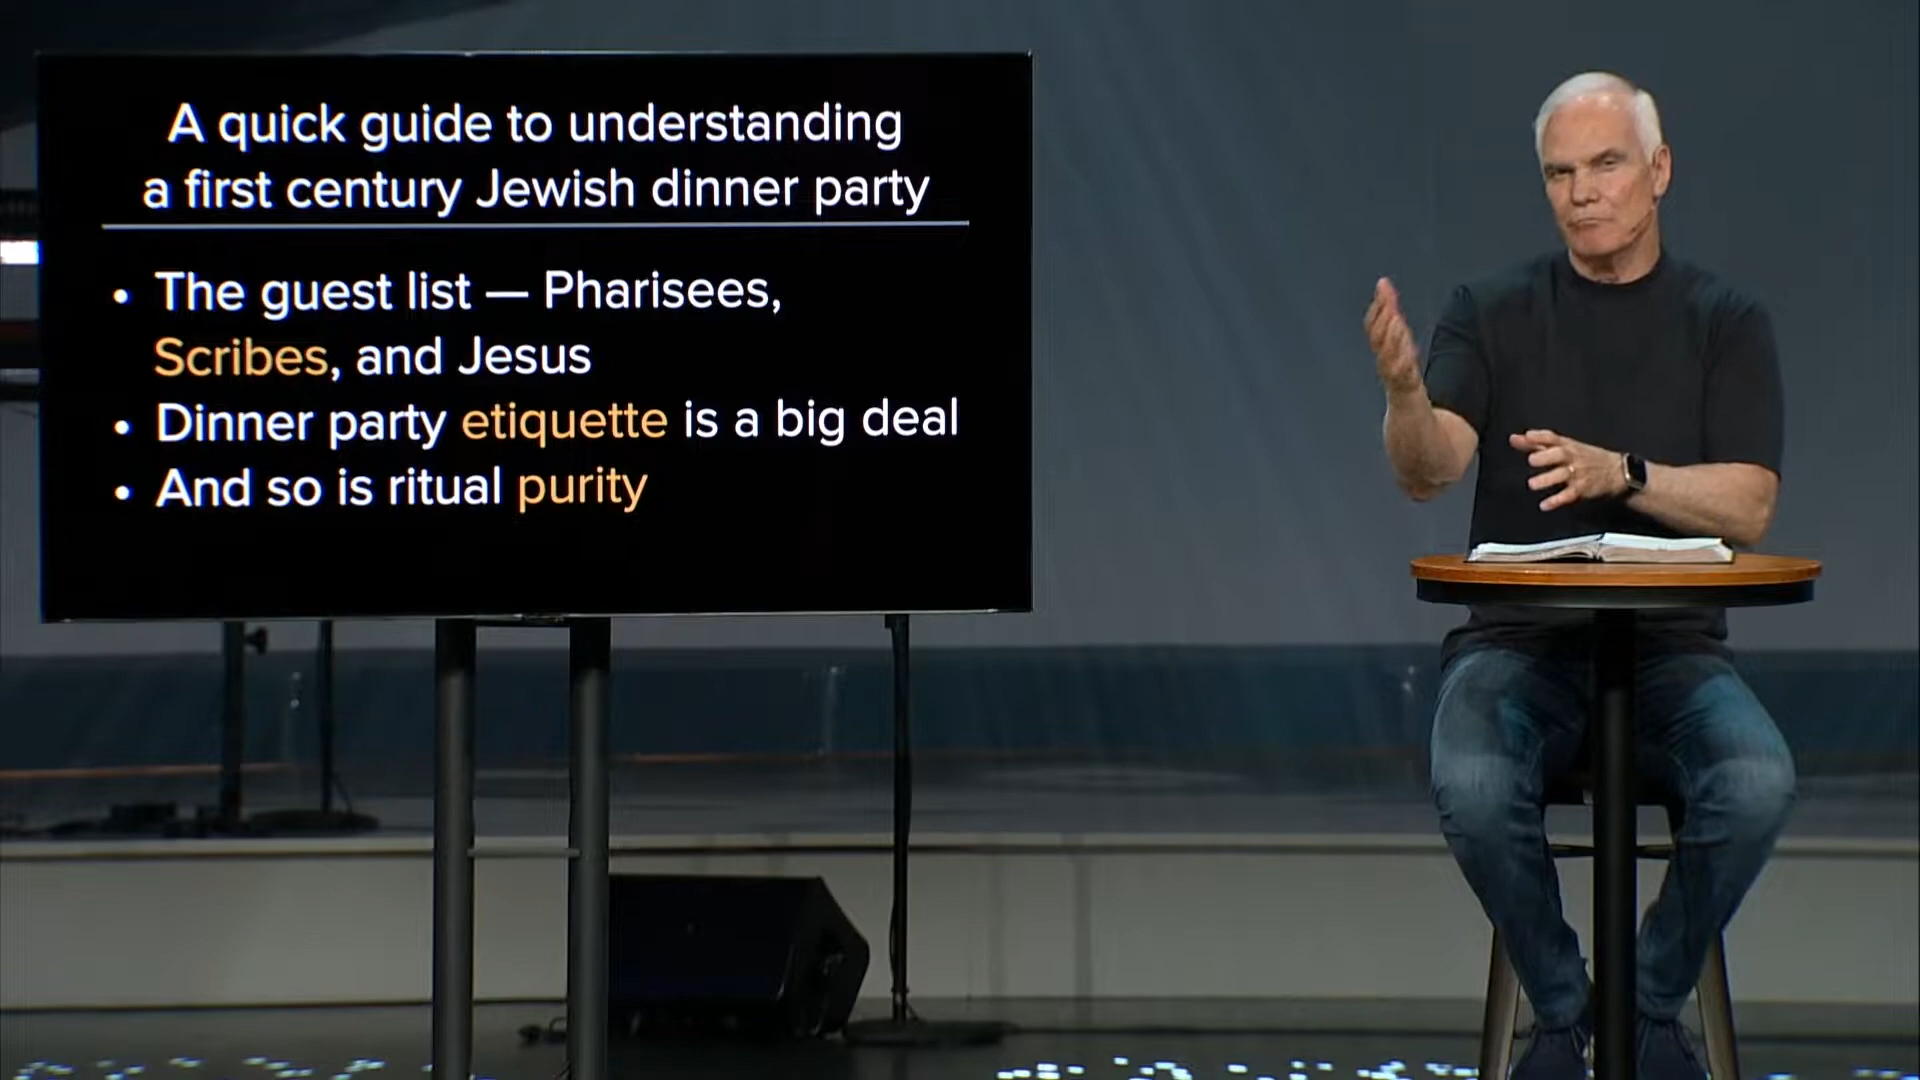 A quick guide to understanding
a first century Jewish dinner party
• The guest list — Pharisees,
Scribes, and Jesus
• Dinner party etiquette is a big deal
• And so is ritual purity